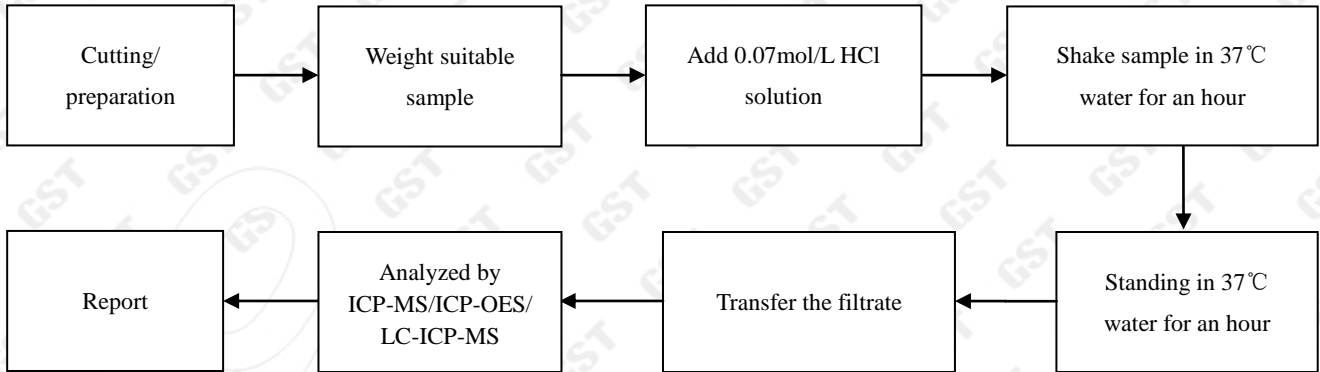 Cutting/
preparation
Weight suitable
sample
Add 0.07mol/L HCl
solution
Shake sample in 37℃
water for an hour
Standing in 37℃
water for an hour
Transfer the filtrate
Analyzed by
ICP-MS/ICP-OES/
LC-ICP-MS
Report
GST